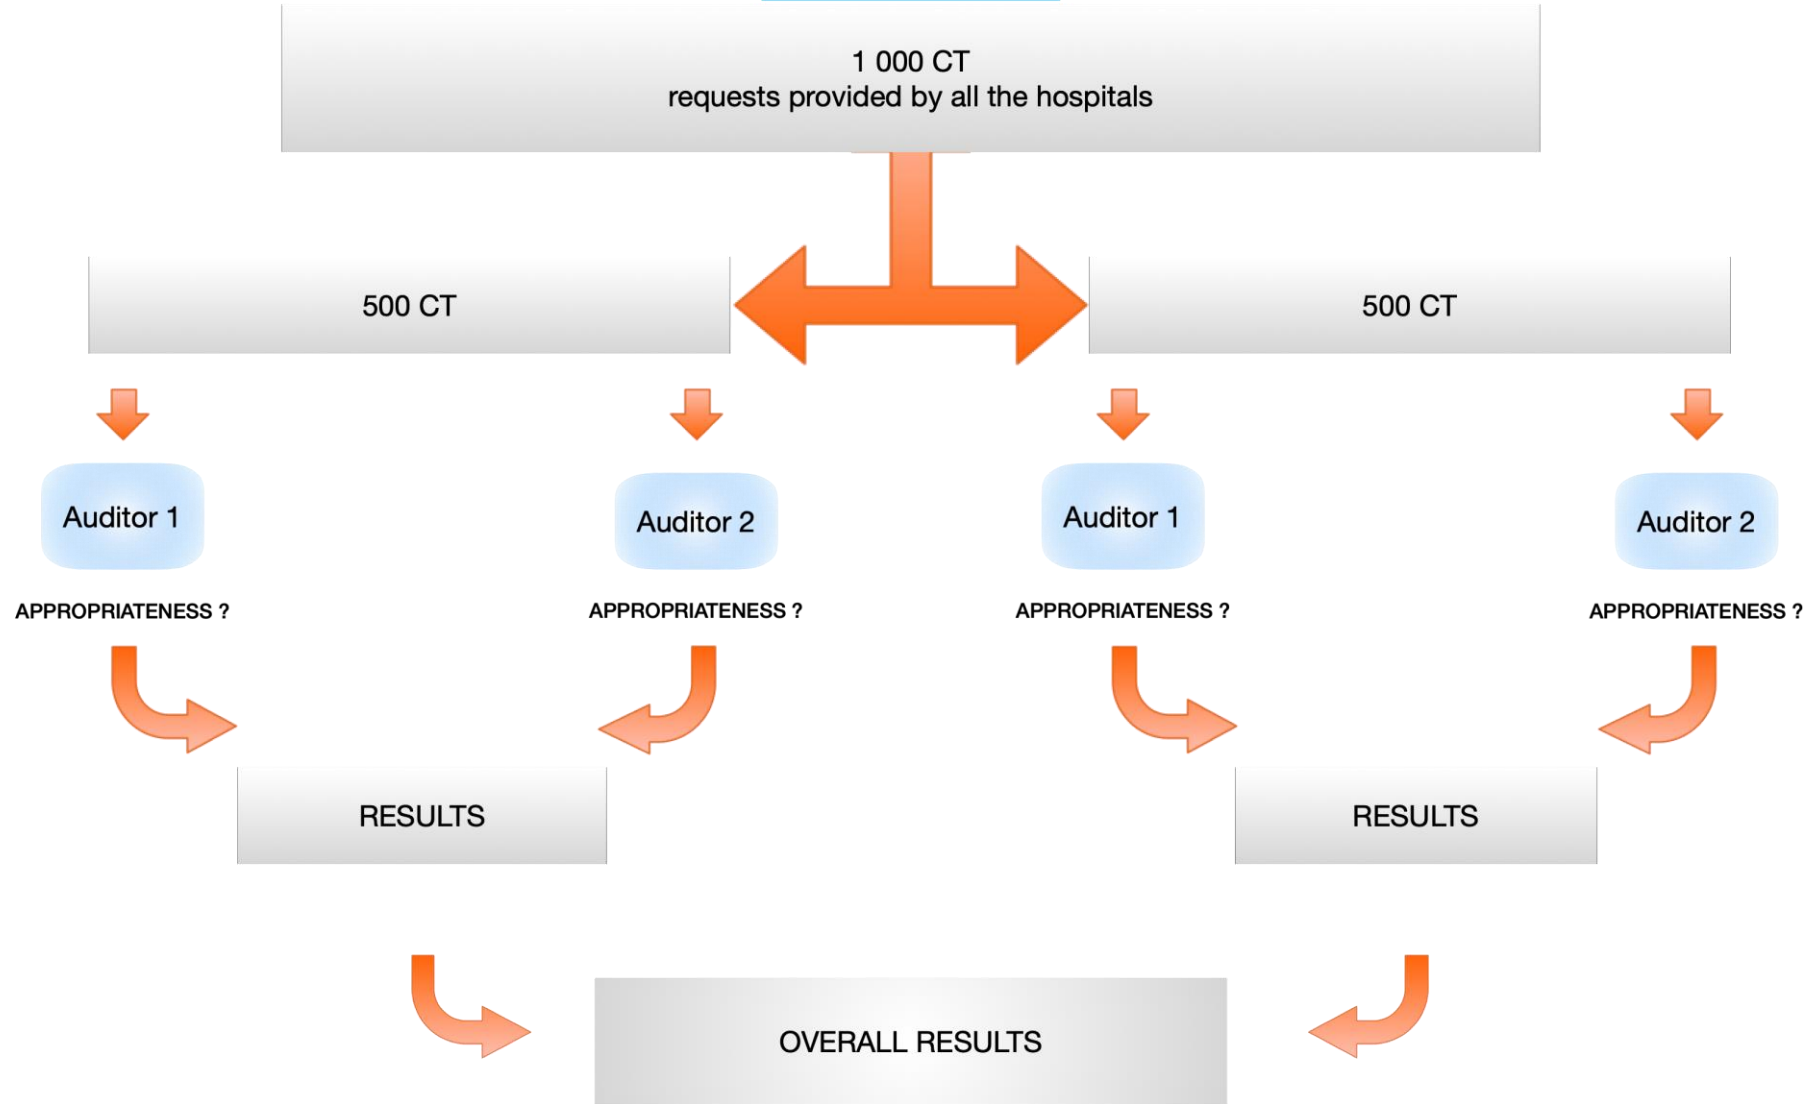 1 000 CT
requests provided by all the hospitals
500 CT
500 CT
Auditor 1
Auditor 2
Auditor 1
Auditor 2
APPROPRIATENESS ?
APPROPRIATENESS ?
APPROPRIATENESS ?
APPROPRIATENESS ?
RESULTS
RESULTS
OVERALL RESULTS